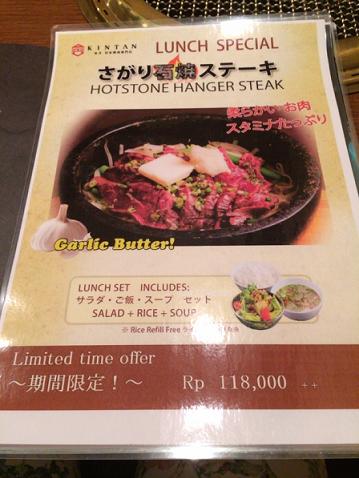 KINTAN
LUNCH SPECIAL
さがり石焼ステーキ
HOTSTONE HANGER STEAK
柔らかいお肉
スタミナたっぷり
Garlic Butter!
LUNCH SET INCLUDES:
サラダ・ご飯・スープ セット
SALAD + RICE + SOUP
※ Rice Refill Free
Limited time offer
～期間限定！～ Rp 118,000 ++